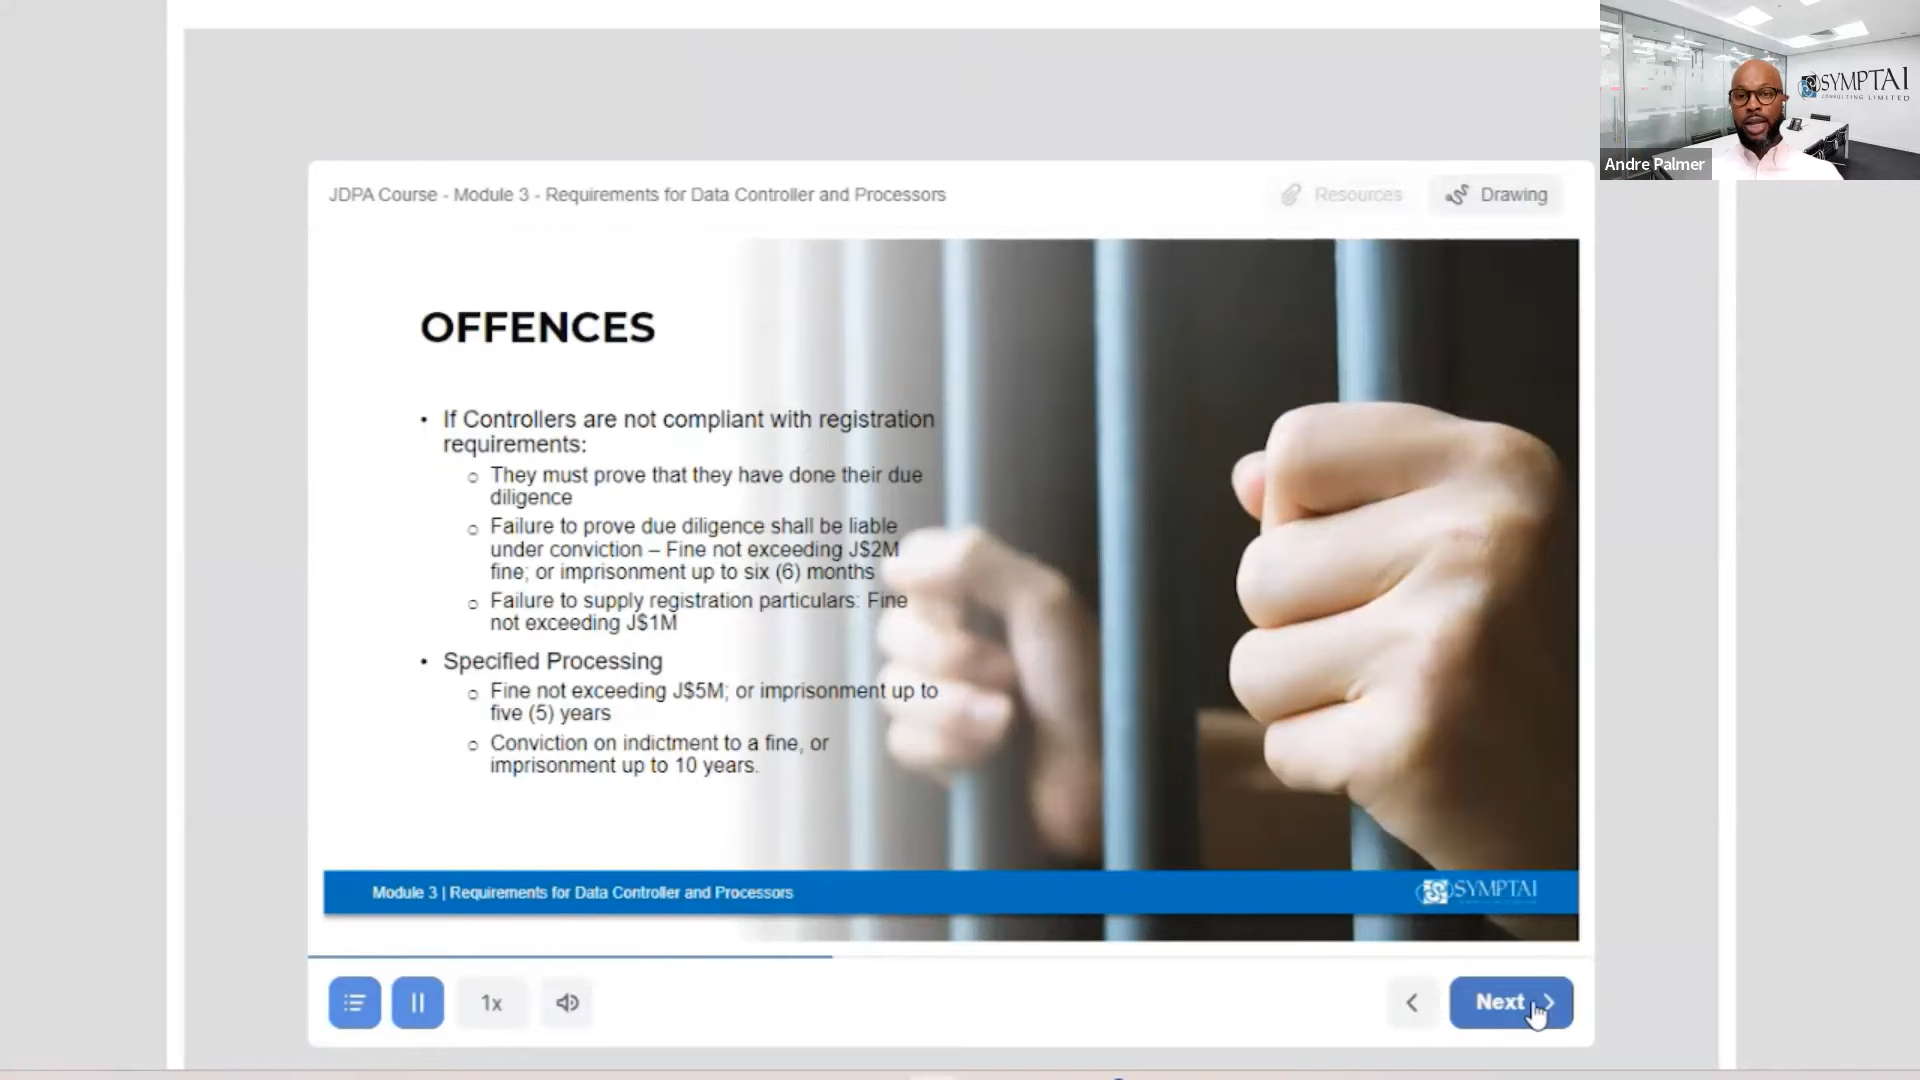 SYMPTAI
CONSULTING LIMITED
Andre Palmer
JDPA Course - Module 3 - Requirements for Data Controller and Processors
Resources
Drawing
OFFENCES
• If Controllers are not compliant with registration
requirements:
o They must prove that they have done their due
diligence
o Failure to prove due diligence shall be liable
under conviction – Fine not exceeding J$2M
fine; or imprisonment up to six (6) months
o Failure to supply registration particulars: Fine
not exceeding J$1M
• Specified Processing
o Fine not exceeding J$5M; or imprisonment up to
five (5) years
o Conviction on indictment to a fine, or
imprisonment up to 10 years.
Module 3 | Requirements for Data Controller and Processors
SYMPTAI
1x
Next